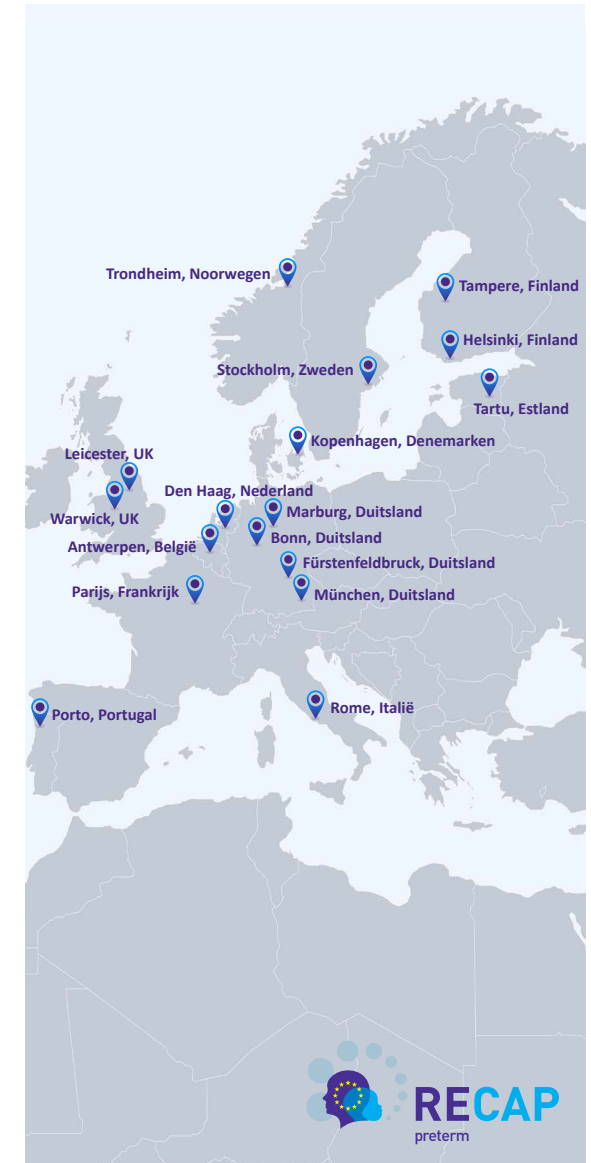 Trondheim, Noorwegen
Tampere, Finland
Helsinki, Finland
Stockholm, Zweden
Tartu, Estland
Kopenhagen, Denemarken
Leicester, UK
Den Haag, Nederland
Marburg, Duitsland
Warwick, UK
Bonn, Duitsland
Antwerpen, België
Fürstenfeldbruck, Duitsland
Parijs, Frankrijk
München, Duitsland
Rome, Italië
Porto, Portugal
RECAP
preterm